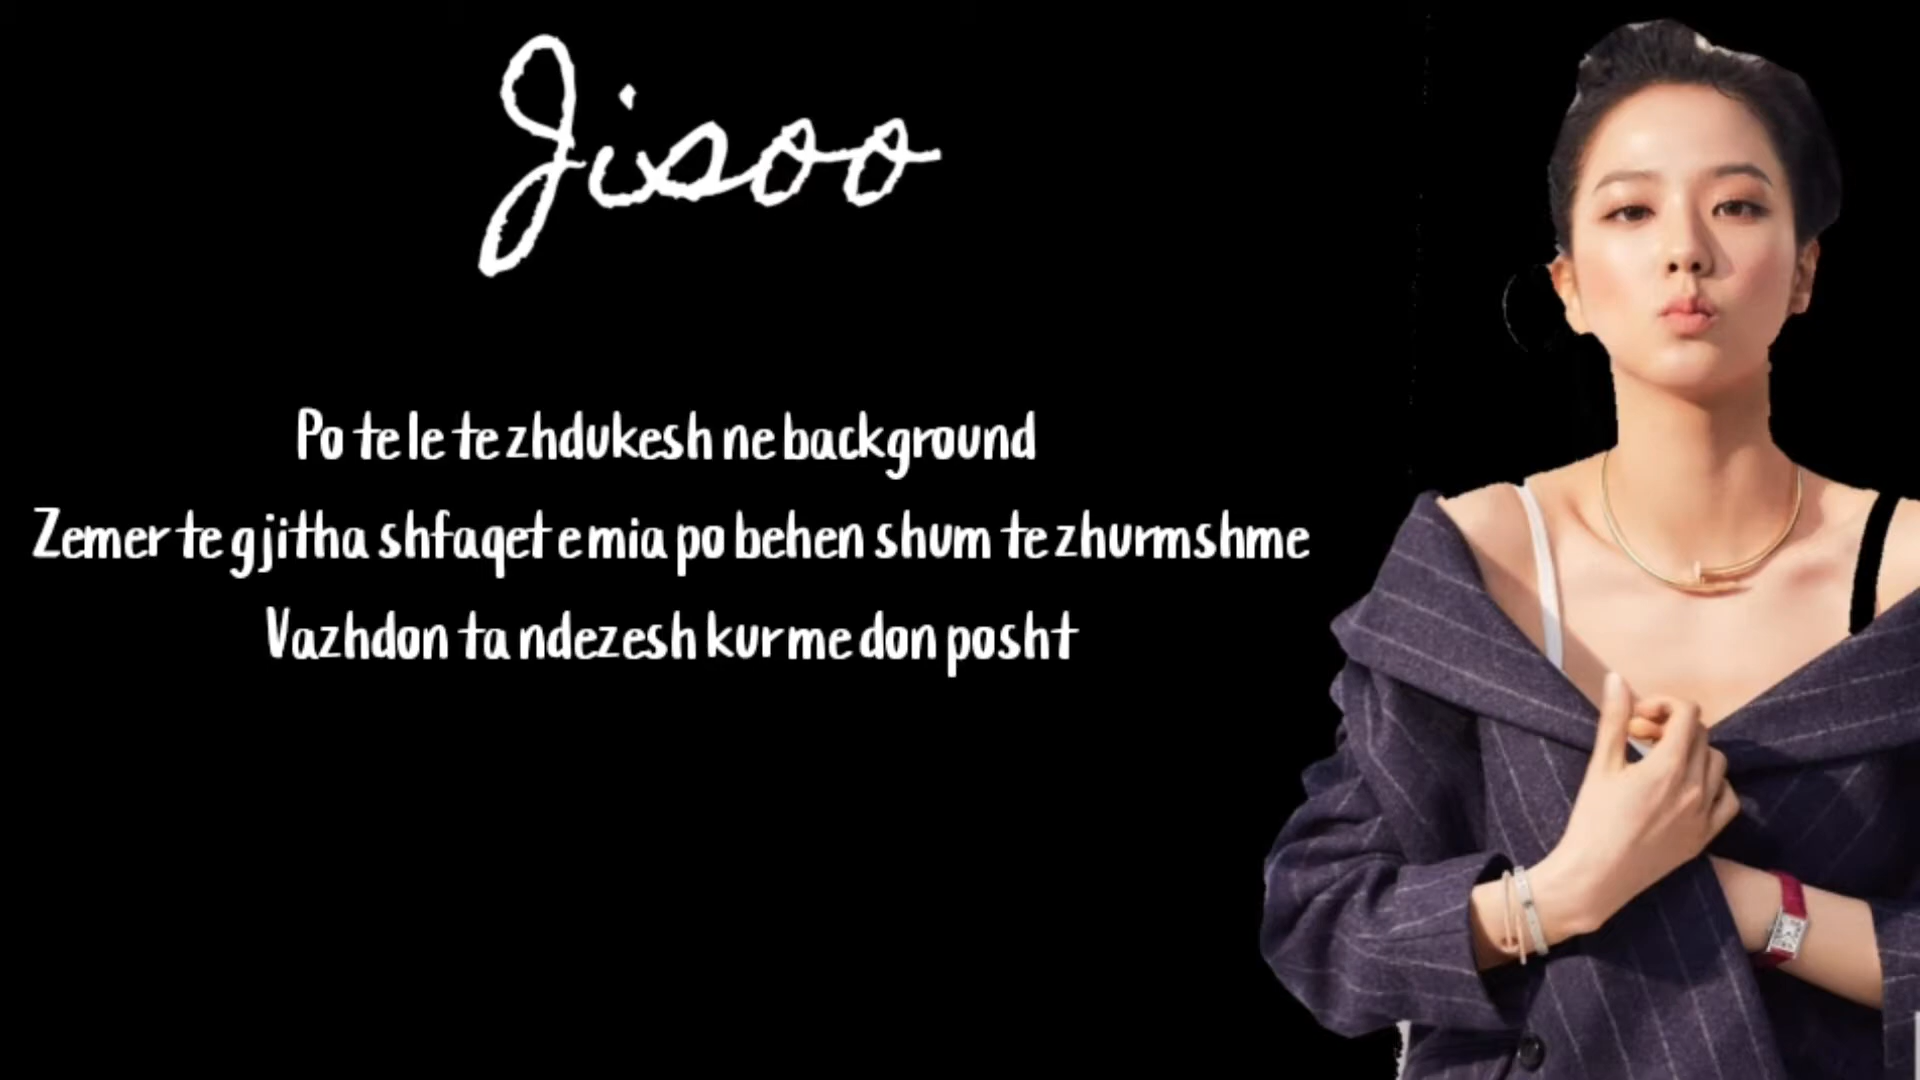 Jisoo
Po te le te zhdukesh ne background
Zemer te gjitha shfaqet e mia po behen shum te zhurmshme
Vazhdon ta ndezesh kur me don posht